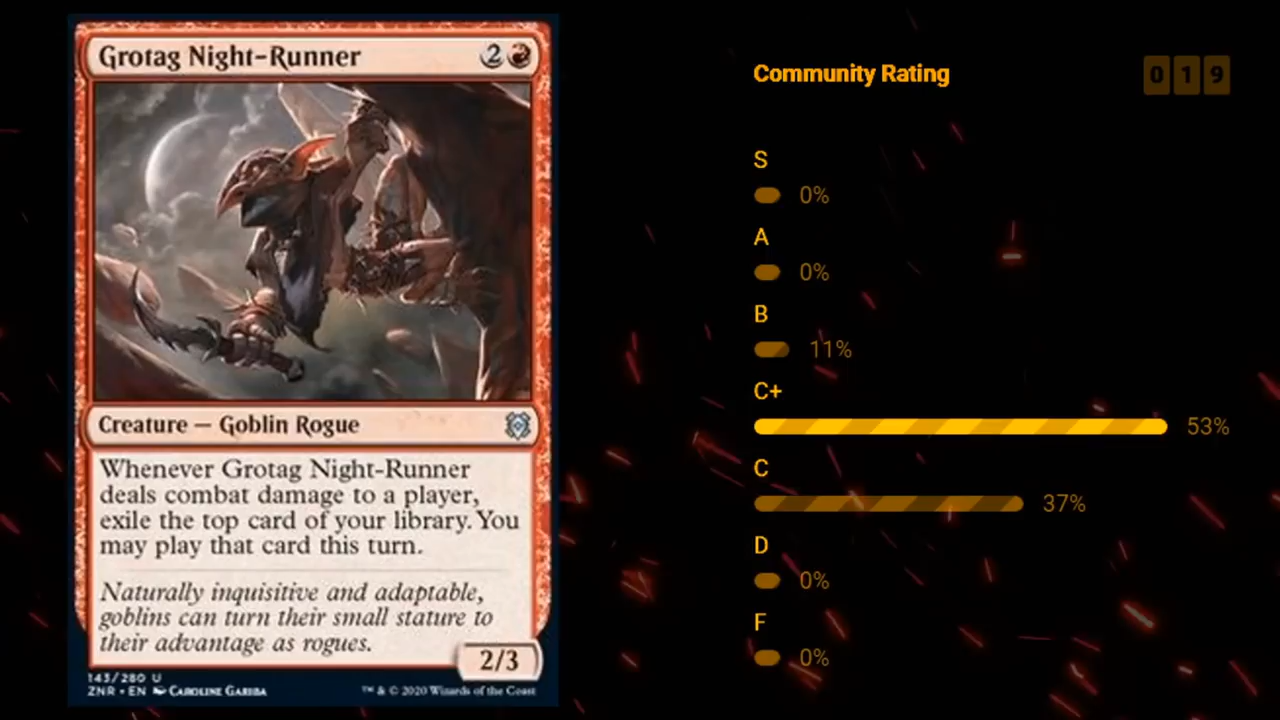 Grotag Night-Runner 2
Creature — Goblin Rogue
Whenever Grotag Night-Runner
deals combat damage to a player,
exile the top card of your library. You
may play that card this turn.
Naturally inquisitive and adaptable,
goblins can turn their small stature to
their advantage as rogues.
2/3
143/280 U
ZNR • EN CAROLINE GARIBA
™ & © 2020 Wizards of the Coast
Community Rating
019
S
0%
A
0%
B
11%
C+
53%
C
37%
D
0%
F
0%